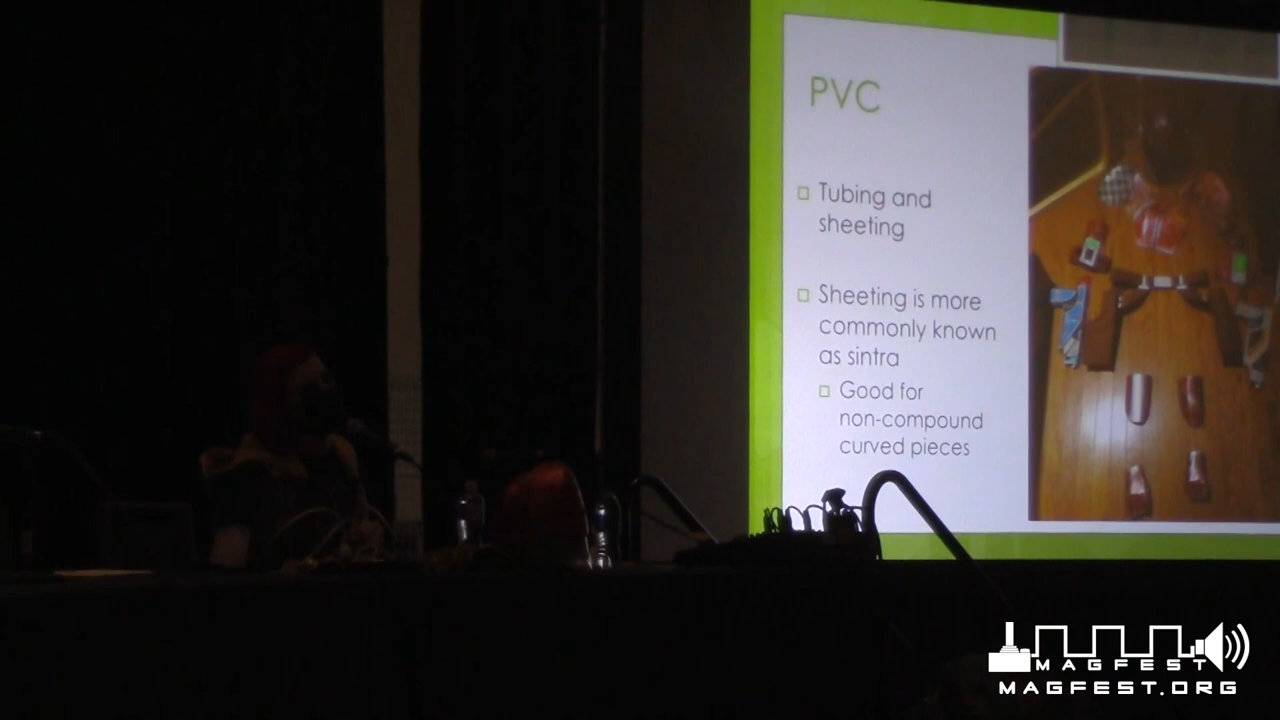 PVC
Tubing and
sheeting
Sheeting is more
commonly known
as sintra
Good for
non-compound
curved pieces
MAGFEST
MAGFEST.ORG